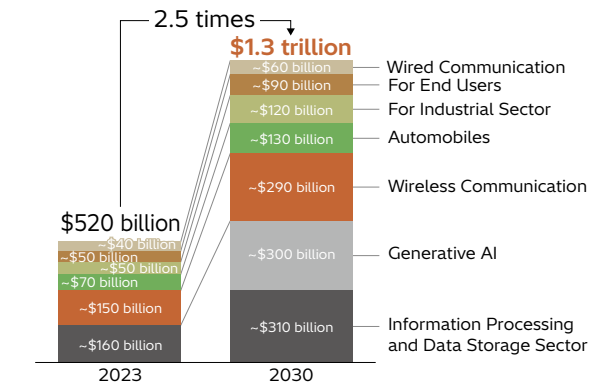 2.5 times
$1.3 trillion
~$60 billion
Wired Communication
~$90 billion
For End Users
~$120 billion
For Industrial Sector
~$130 billion
Automobiles
~$290 billion
Wireless Communication
$520 billion
~$40 billion
~$50 billion
~$50 billion
~$70 billion
~$300 billion
Generative AI
~$150 billion
~$310 billion
Information Processing
and Data Storage Sector
~$160 billion
2023
2030